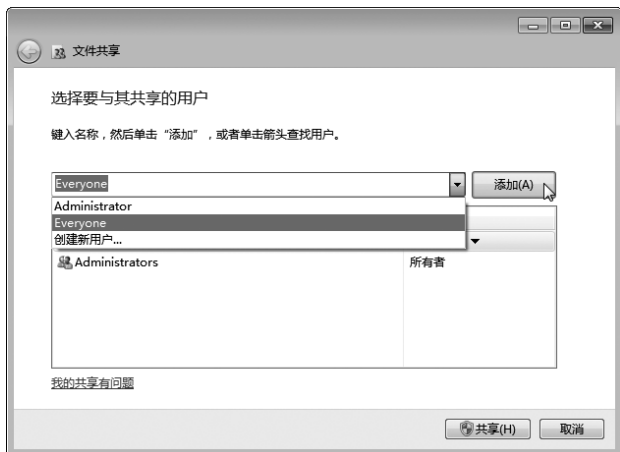 文件共享
选择要与其共享的用户
键入名称，然后单击“添加”，或者单击箭头查找用户。
Everyone
添加(A)
Administrator
Everyone
创建新用户...
Administrators 所有者
我的共享有问题
共享(H) 取消